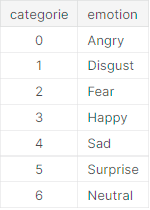 categorie emotion
0 Angry
1 Disgust
2 Fear
3 Happy
4 Sad
5 Surprise
6 Neutral